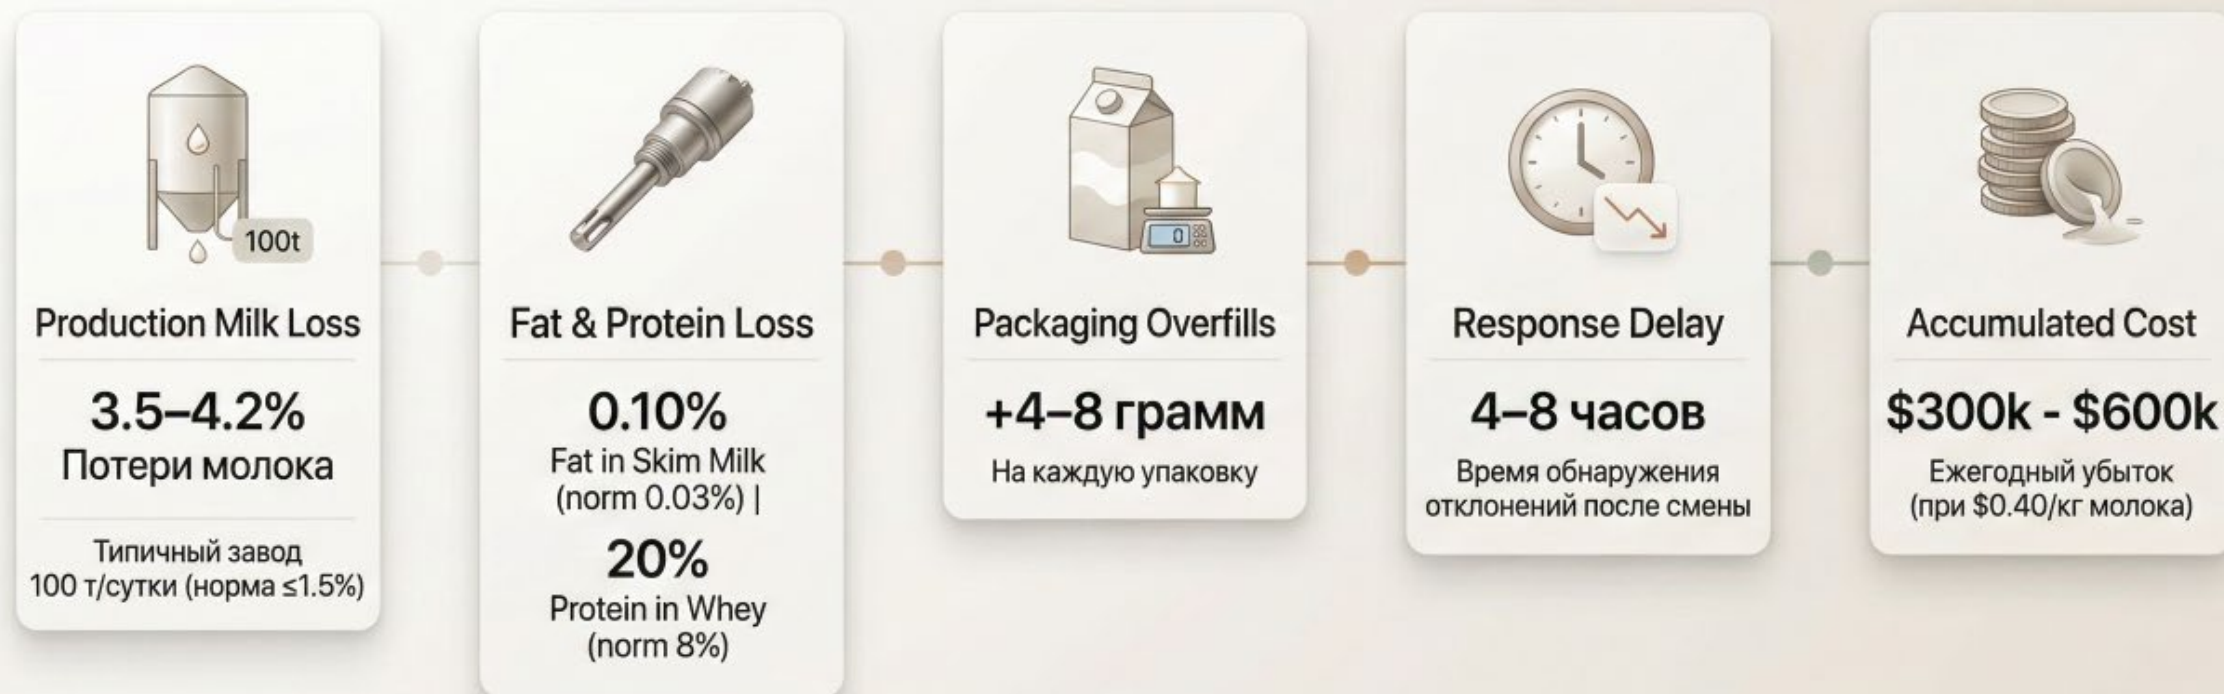 100t
Production Milk Loss
3.5–4.2%
Потери молока
Типичный завод
100 т/сутки (норма ≤1.5%)
Fat & Protein Loss
0.10%
Fat in Skim Milk
(norm 0.03%) |
20%
Protein in Whey
(norm 8%)
0
Packaging Overfills
+4–8 грамм
На каждую упаковку
Response Delay
4–8 часов
Время обнаружения
отклонений после смены
Accumulated Cost
$300k - $600k
Ежегодный убыток
(при $0.40/кг молока)